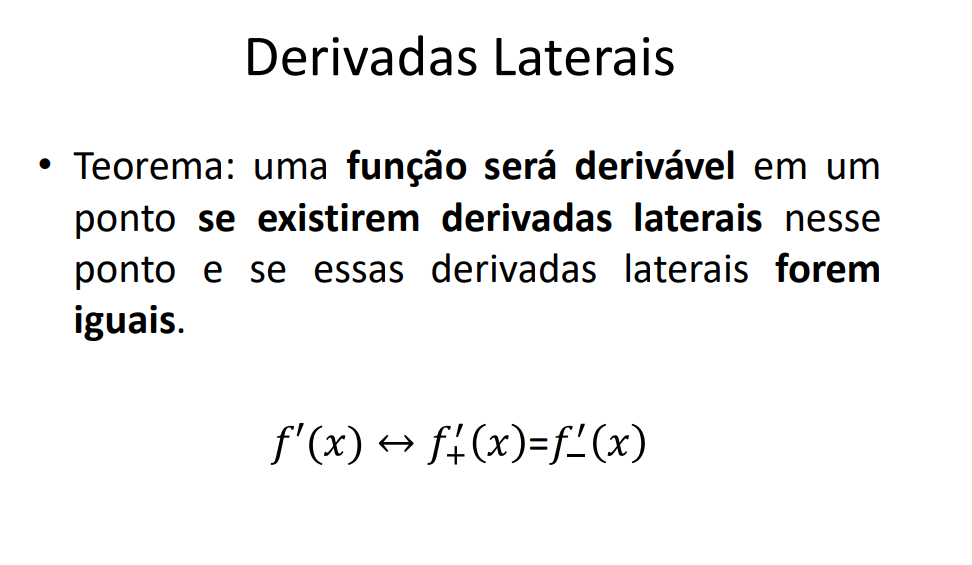 Derivadas Laterais
• Teorema: uma função será derivável em um
ponto se existirem derivadas laterais nesse
ponto e se essas derivadas laterais forem
iguais.
𝑓′(𝑥) ↔ 𝑓₊′(𝑥)=𝑓₋′(𝑥)